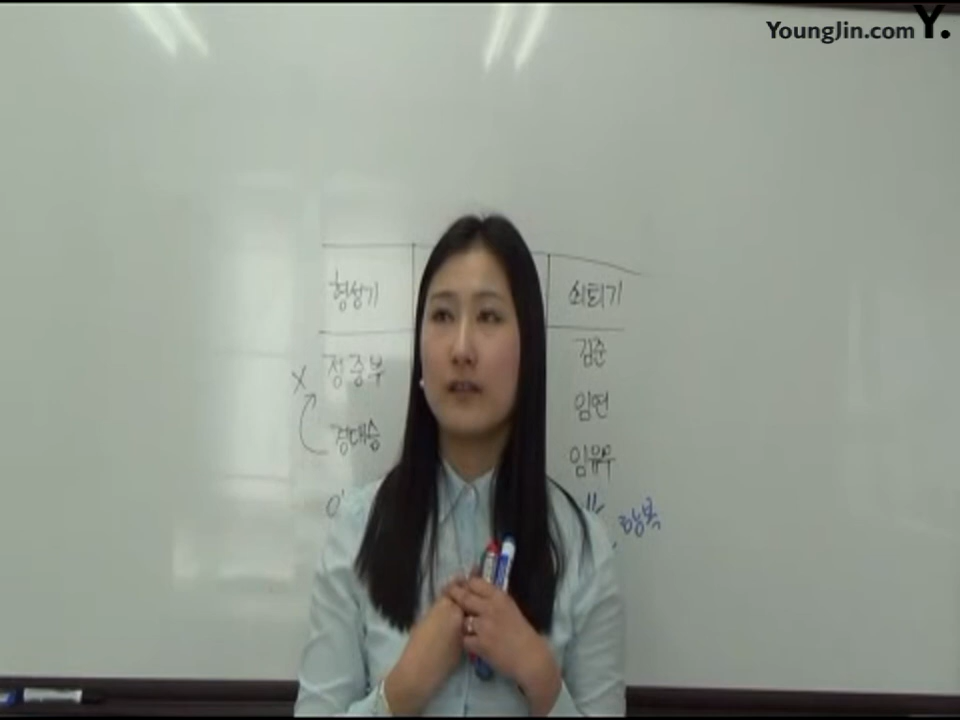 YoungJin.com Y.
형성기 쇠퇴기
정중부 김준
X 임연
경대승 임유무
항복